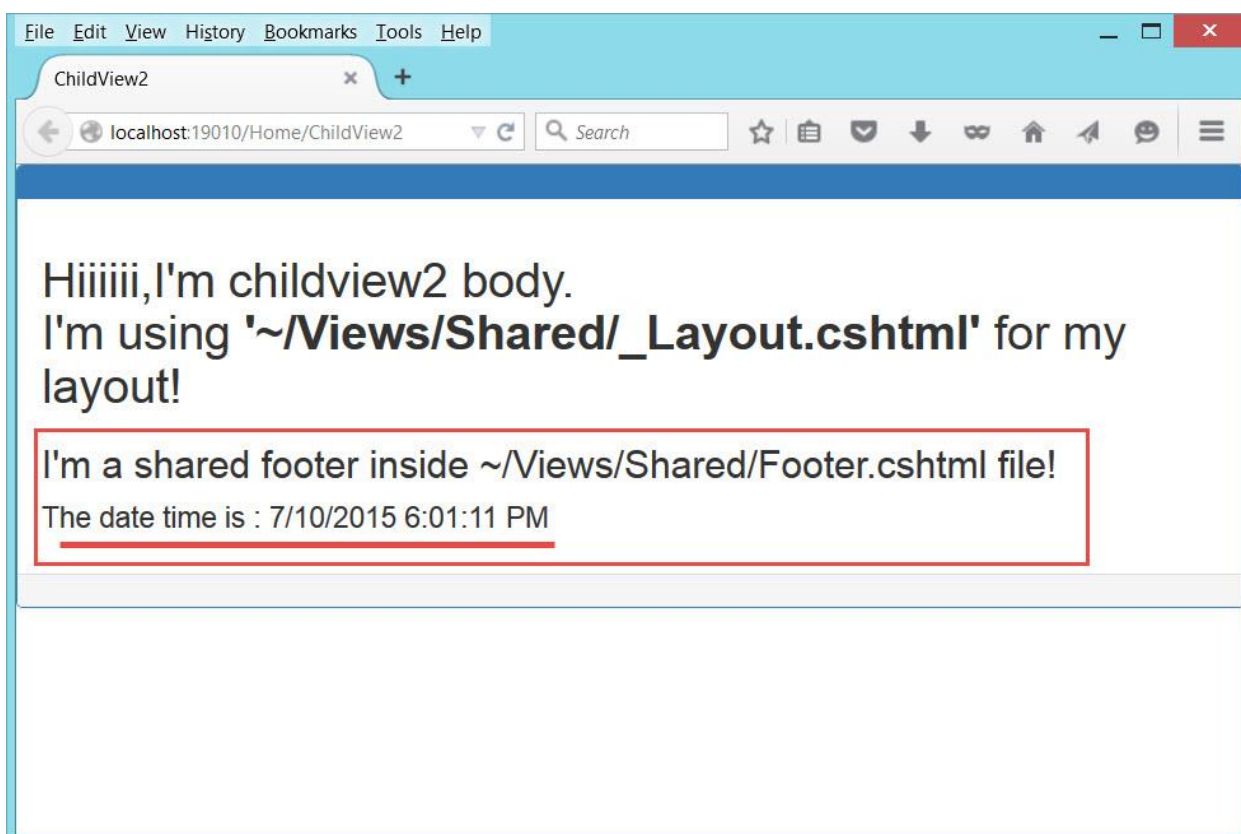 File Edit View History Bookmarks Tools Help
ChildView2
localhost:19010/Home/ChildView2 Search
Hiiiiii,I'm childview2 body.
I'm using '~/Views/Shared/_Layout.cshtml' for my
layout!
I'm a shared footer inside ~/Views/Shared/Footer.cshtml file!
The date time is : 7/10/2015 6:01:11 PM